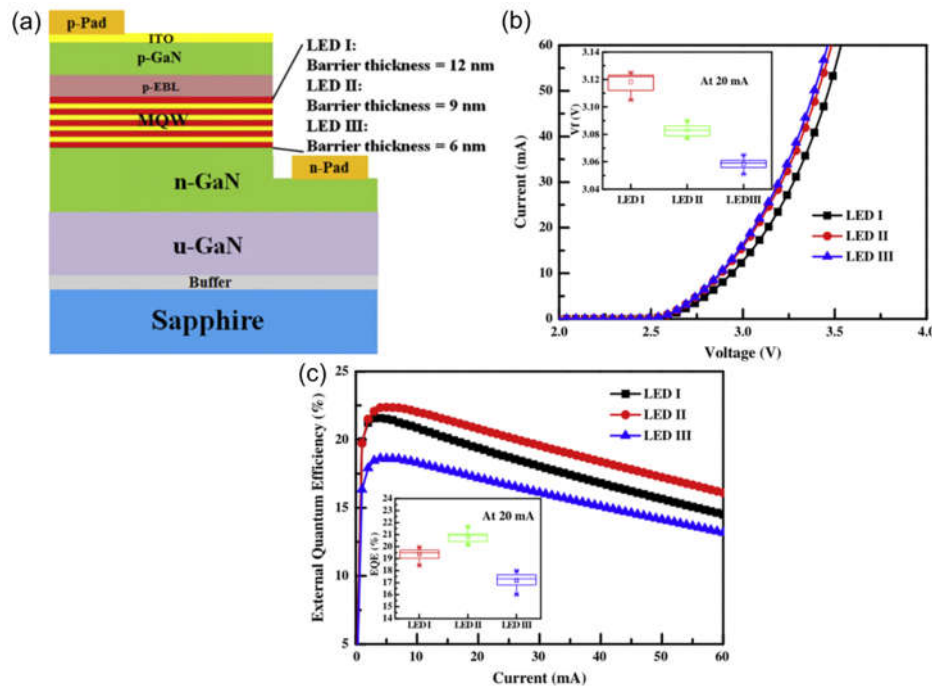 (a)
p-Pad
ITO
p-GaN
p-EBL
MQW
n-GaN
n-Pad
u-GaN
Buffer
Sapphire
LED I:
Barrier thickness = 12 nm
LED II:
Barrier thickness = 9 nm
LED III:
Barrier thickness = 6 nm
(b)
Current (mA)
60
50
40
30
20
10
0
2.0
2.5
3.0
3.5
4.0
Voltage (V)
Vf (V)
3.14
3.12
3.10
3.08
3.06
3.04
At 20 mA
LED I
LED II
LED III
LED I
LED II
LED III
(c)
External Quantum Efficiency (%)
25
20
15
10
5
0
10
20
30
40
50
60
Current (mA)
LED I
LED II
LED III
EQE (%)
24
23
22
21
20
19
18
17
16
15
14
At 20 mA
LED I
LED II
LED III